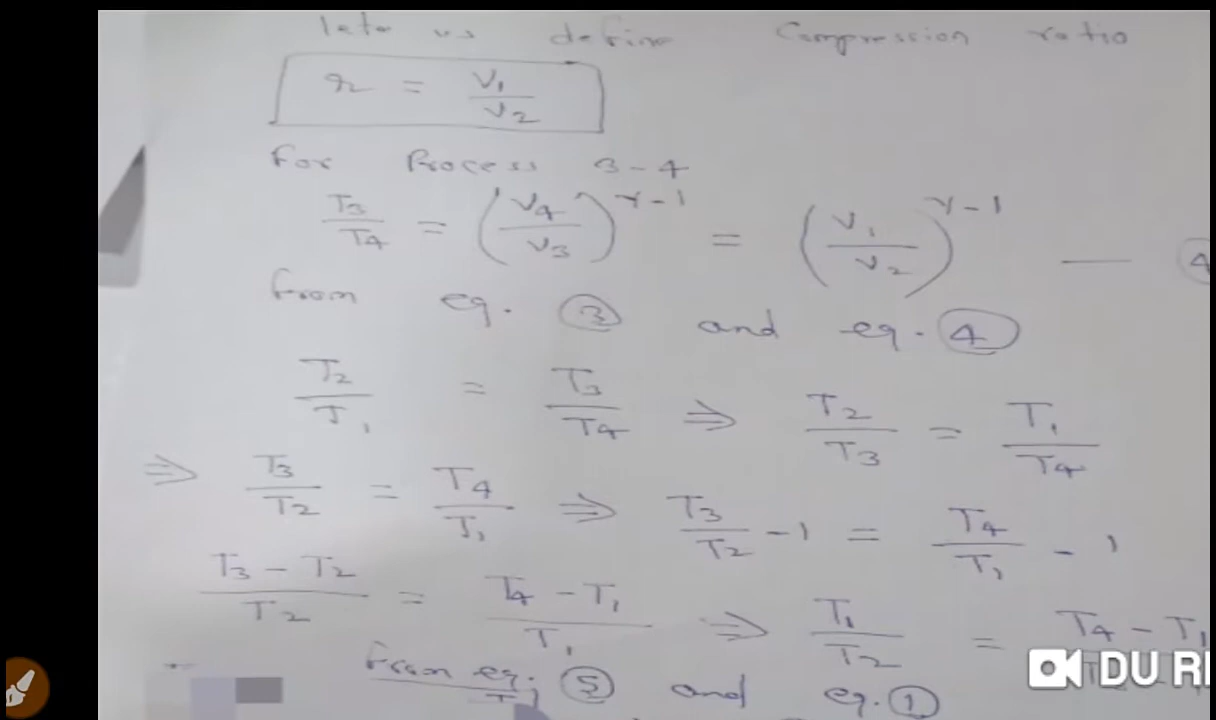 lets us define Compression ratio
r = V₁/V₂
For Process 3-4
T₃/T₄ = (V₄/V₃)^γ-1 = (V₁/V₂)^γ-1 — ④
from eq. ③ and eq. ④
T₂/T₁ = T₃/T₄ ⇒ T₂/T₃ = T₁/T₄
⇒ T₃/T₂ = T₄/T₁ ⇒ T₃/T₂ - 1 = T₄/T₁ - 1
T₃ - T₂/T₂ = T₄ - T₁/T₁ ⇒ T₁/T₂ = T₄ - T₁
from eq. ⑤ and eq. ①
DU RE